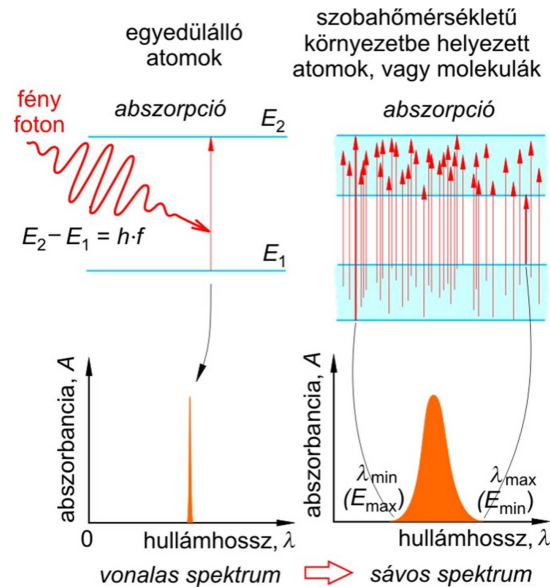 egyedülálló
atomok
szobahőmérsékletű
környezetbe helyezett
atomok, vagy molekulák
fény
foton
abszorpció
E₂
E₂ − E₁ = h·f
E₁
abszorpció
abszorbancia, A
0
hullámhossz, λ
vonalas spektrum
abszorbancia, A
λmin
(Emax)
λmax
(Emin)
hullámhossz, λ
sávos spektrum